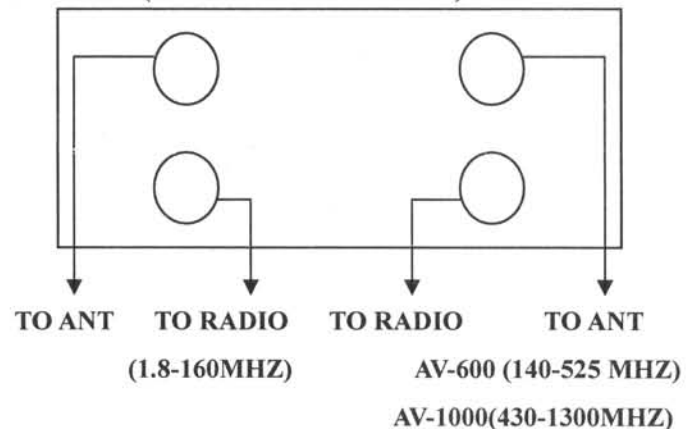 TO ANT TO RADIO TO RADIO TO ANT
(1.8-160MHZ) AV-600 (140-525 MHZ)
AV-1000(430-1300MHZ)